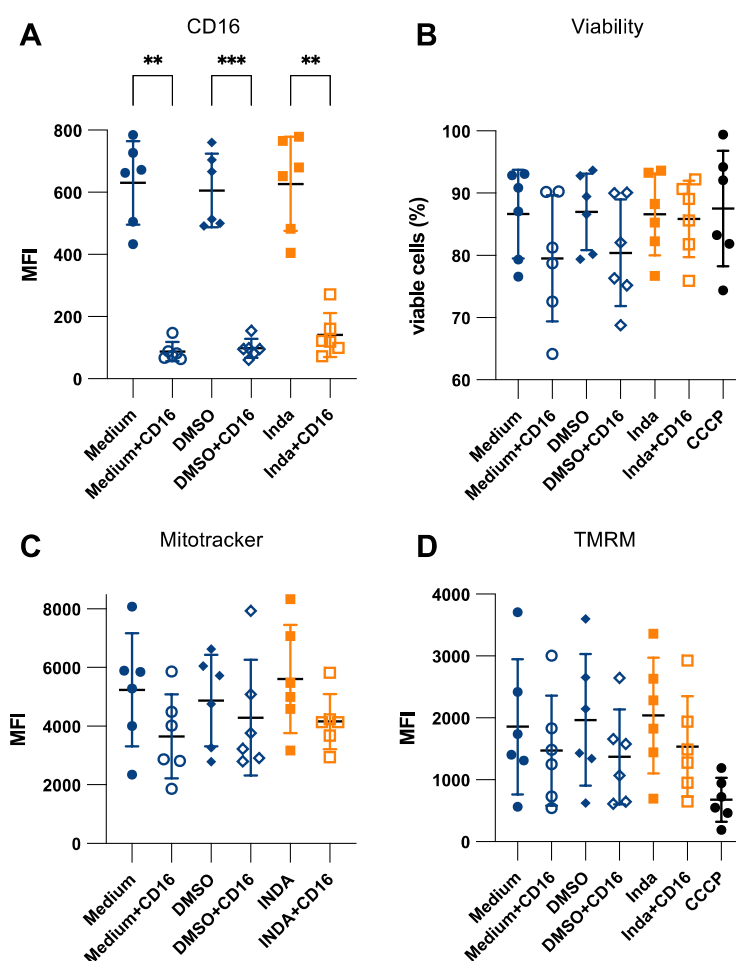 A
CD16
** *** **
MFI
800
600
400
200
0
Medium
Medium+CD16
DMSO
DMSO+CD16
Inda
Inda+CD16
B
Viability
viable cells (%)
100
90
80
70
60
Medium
Medium+CD16
DMSO
DMSO+CD16
Inda
Inda+CD16
CCCP
C
Mitotracker
MFI
8000
6000
4000
2000
0
Medium
Medium+CD16
DMSO
DMSO+CD16
INDA
INDA+CD16
D
TMRM
MFI
4000
3000
2000
1000
0
Medium
Medium+CD16
DMSO
DMSO+CD16
Inda
Inda+CD16
CCCP